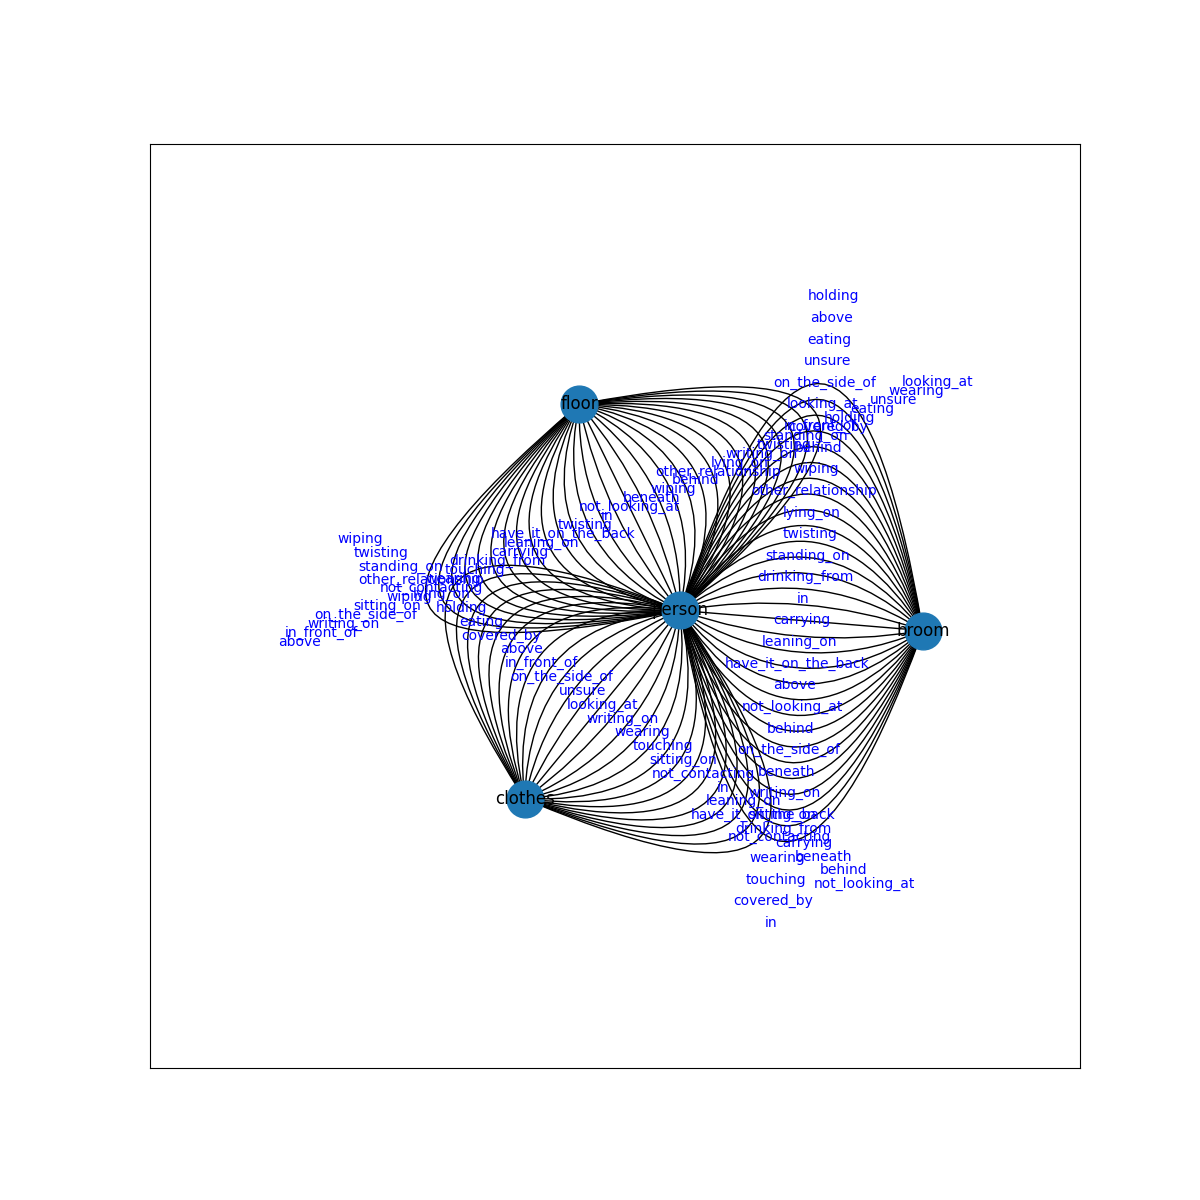 holding
above
eating
unsure
on_the_side_of
looking_at
looking_at
wearing
unsure
eating
holding
covered_by
in_front_of
standing_on
twisting
behind
floor
writing_on
lying_on
other_relationship
behind
wiping
wiping
other_relationship
beneath
not_looking_at
in
lying_on
twisting
have_it_on_the_back
twisting
leaning_on
carrying
standing_on
drinking_from
touching
drinking_from
wiping
twisting
standing_on
other_relationship
not_contacting
wiping
lying_on
sitting_on
holding
in
on_the_side_of
writing_on
in_front_of
above
eating
covered_by
above
in_front_of
on_the_side_of
unsure
looking_at
writing_on
wearing
touching
sitting_on
not_contacting
in
leaning_on
have_it_on_the_back
person
carrying
broom
leaning_on
have_it_on_the_back
above
not_looking_at
behind
on_the_side_of
beneath
writing_on
clothes
sitting_on
drinking_from
not_contacting
carrying
wearing
beneath
behind
touching
not_looking_at
covered_by
in